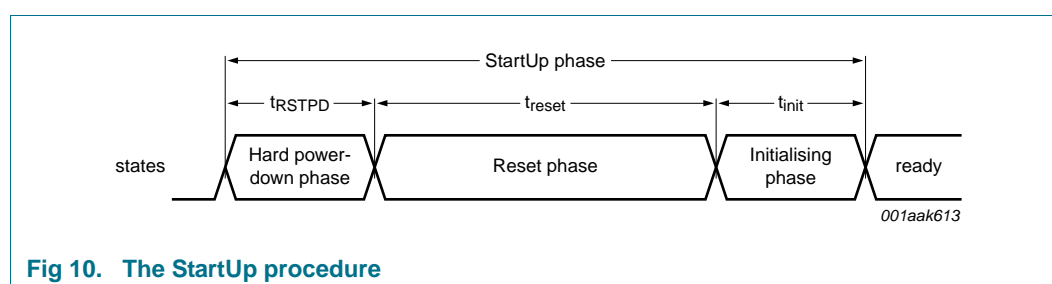 StartUp phase
tRSTPD
treset
tinit
states
Hard power-
down phase
Reset phase
Initialising
phase
ready
001aak613
Fig 10. The StartUp procedure